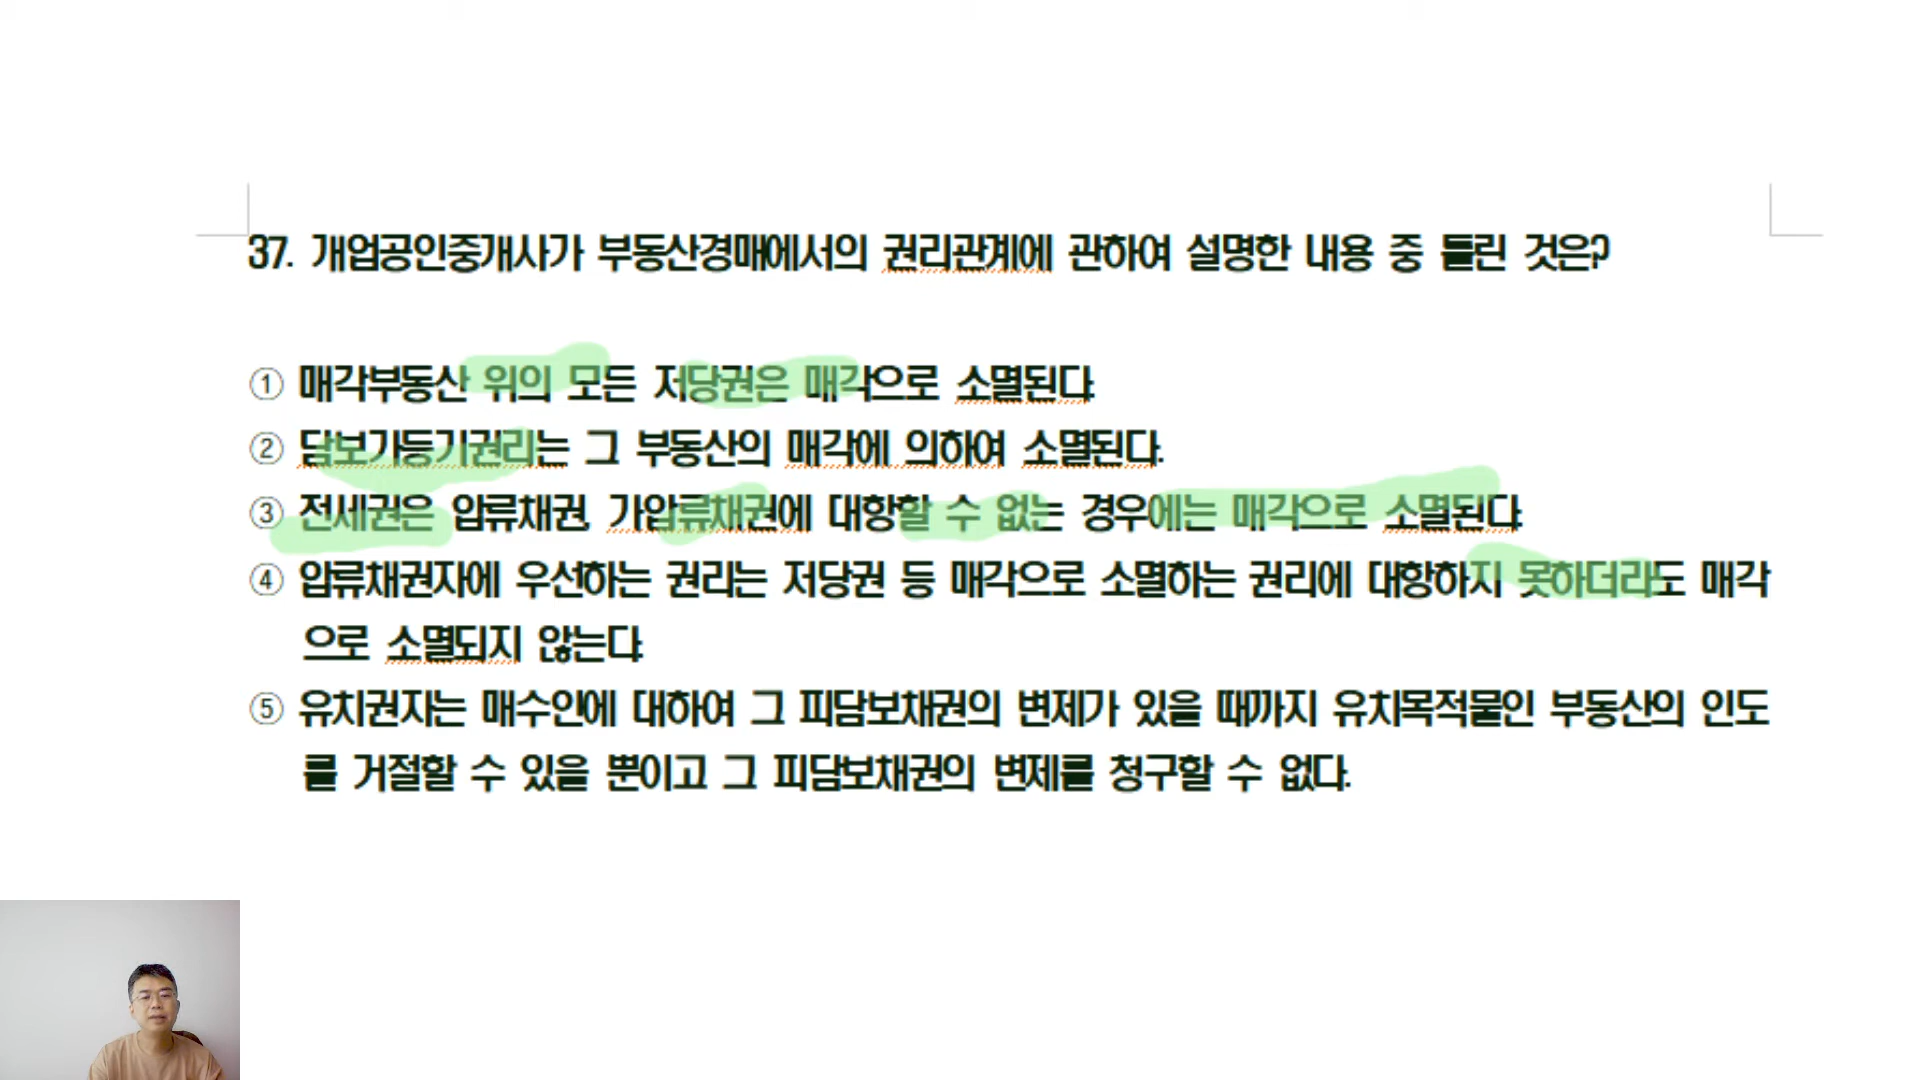 37. 개업공인중개사가 부동산경매에서의 권리관계에 관하여 설명한 내용 중 틀린 것은?
① 매각부동산 위의 모든 저당권은 매각으로 소멸된다.
② 담보가등기권리는 그 부동산의 매각에 의하여 소멸된다.
③ 전세권은 압류채권, 가압류채권에 대항할 수 없는 경우에는 매각으로 소멸된다.
④ 압류채권자에 우선하는 권리는 저당권 등 매각으로 소멸하는 권리에 대항하지 못하더라도 매각
으로 소멸되지 않는다.
⑤ 유치권자는 매수인에 대하여 그 피담보채권의 변제가 있을 때까지 유치목적물인 부동산의 인도
를 거절할 수 있을 뿐이고 그 피담보채권의 변제를 청구할 수 없다.